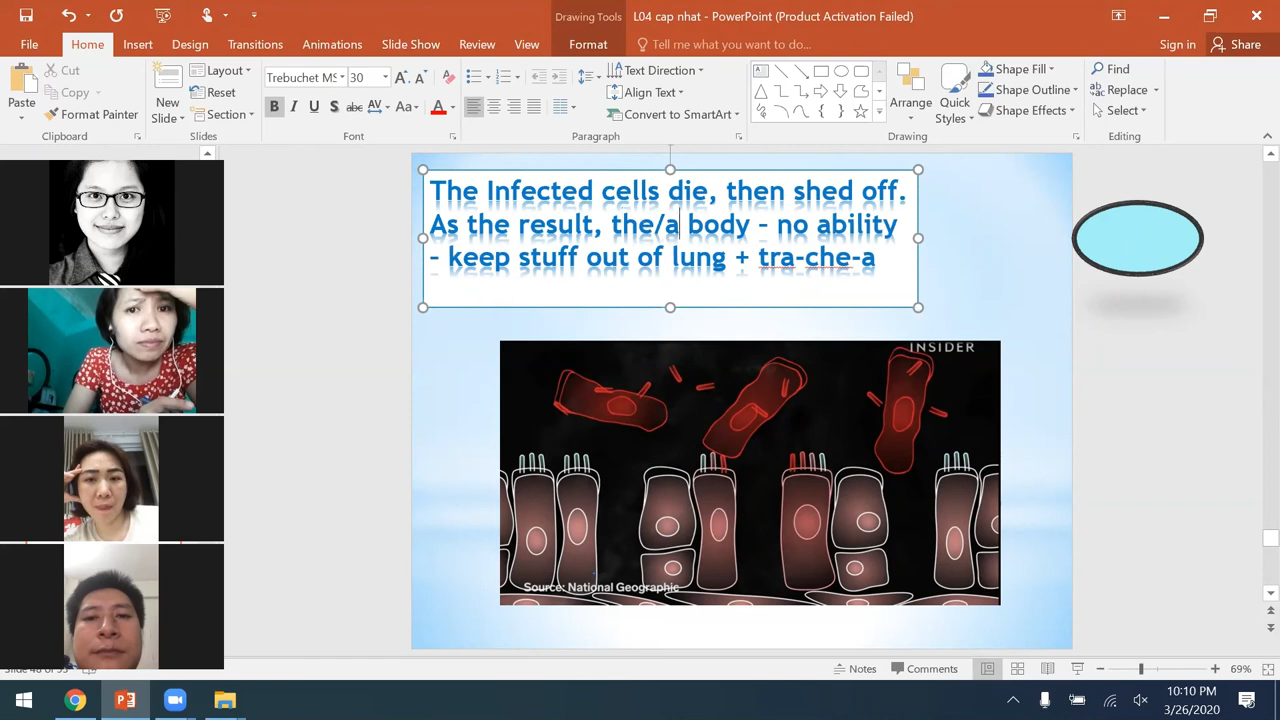 L04 cap nhat - PowerPoint (Product Activation Failed)
Drawing Tools
File Home Insert Design Transitions Animations Slide Show Review View Format Tell me what you want to do... Sign in Share
Paste
Cut
Copy
Format Painter
Clipboard
New Slide
Layout
Reset
Section
Slides
Trebuchet MS 30
B I U S abc AV Aa A
Font
Text Direction
Align Text
Convert to SmartArt
Paragraph
Arrange
Quick Styles
Shape Fill
Shape Outline
Shape Effects
Drawing
Find
Replace
Select
Editing
The Infected cells die, then shed off.
As the result, the/a body – no ability
– keep stuff out of lung + tra-che-a
INSIDER
Source: National Geographic
Notes Comments 69%
10:10 PM
3/26/2020